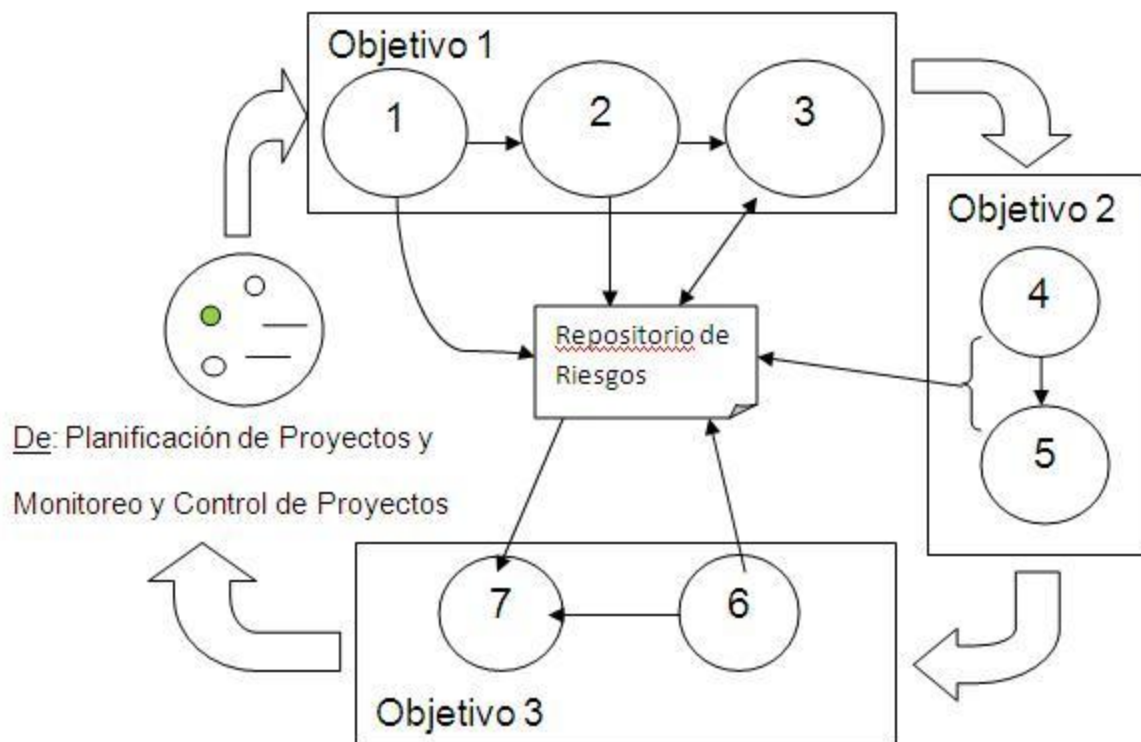 Objetivo 1
1
2
3
Objetivo 2
4
5
Repositorio de
Riesgos
De: Planificación de Proyectos y
Monitoreo y Control de Proyectos
7
6
Objetivo 3